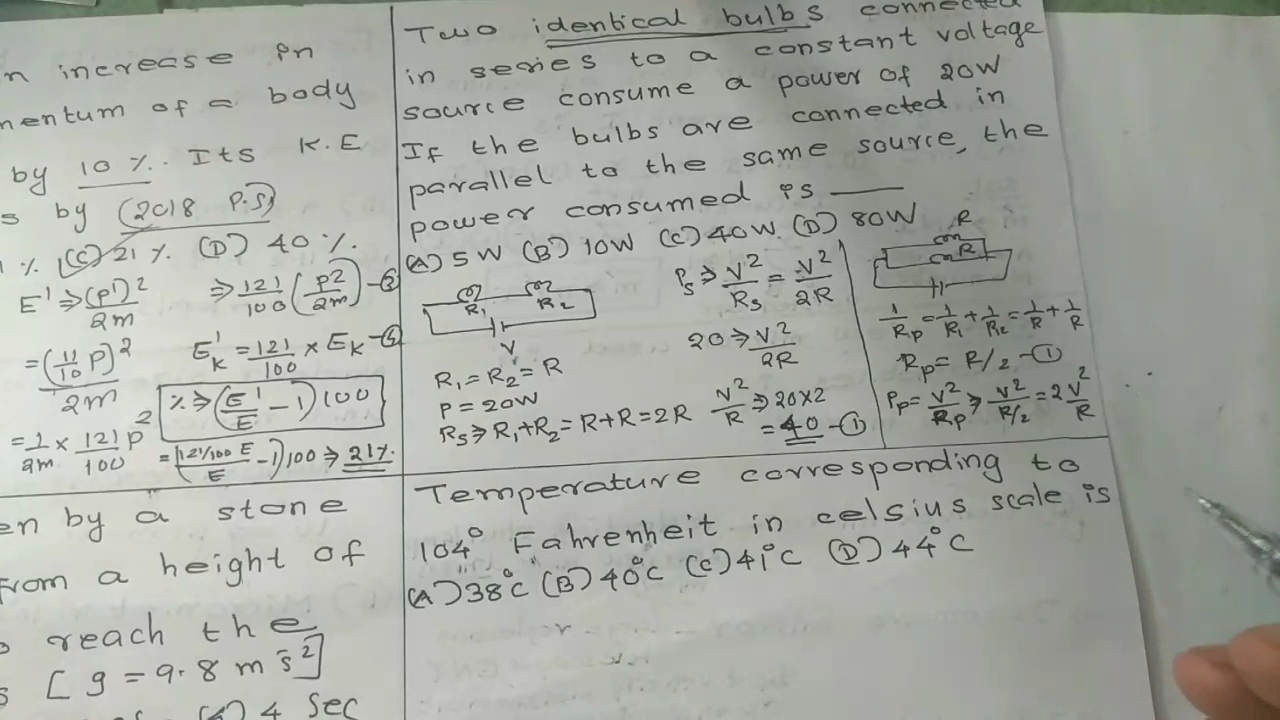 n increase in
mentum of a body
by 10 %. Its K.E
s by (2018 P.S)
% (C) 21 %. (D) 40 %.
E' ⇒ (p')²/2m ⇒ 121/100 (p²/2m) -③
= (11/10 p)²/2m E'K = 121/100 × EK -④
% ⇒ (E'/E - 1) 100
= 1/2m × 121/100 p² = (121/100 E/E - 1) 100 ⇒ 21%.
en by a stone
from a height of
reach the
s [g = 9.8 m s̄²]
4 Sec
Two identical bulbs connected
in series to a constant voltage
source consume a power of 20W
If the bulbs are connected in
parallel to the same source, the
power consumed is ———
(A) 5W (B) 10W (C) 40W (D) 80W
R₁ R₂
V
R₁ = R₂ = R
P = 20W
Rs ⇒ R₁+R₂ = R+R = 2R
Ps ⇒ V²/Rs = V²/2R
20 ⇒ V²/2R
V²/R ⇒ 20×2
= 40 -①
R
R
1/Rp = 1/R₁ + 1/R₂ = 1/R + 1/R
Rp = R/2 -①
Pp = V²/Rp ⇒ V²/R/2 = 2V²/R
Temperature corresponding to
104° Fahrenheit in celsius scale is
(A) 38°C (B) 40°C (C) 41°C (D) 44°C